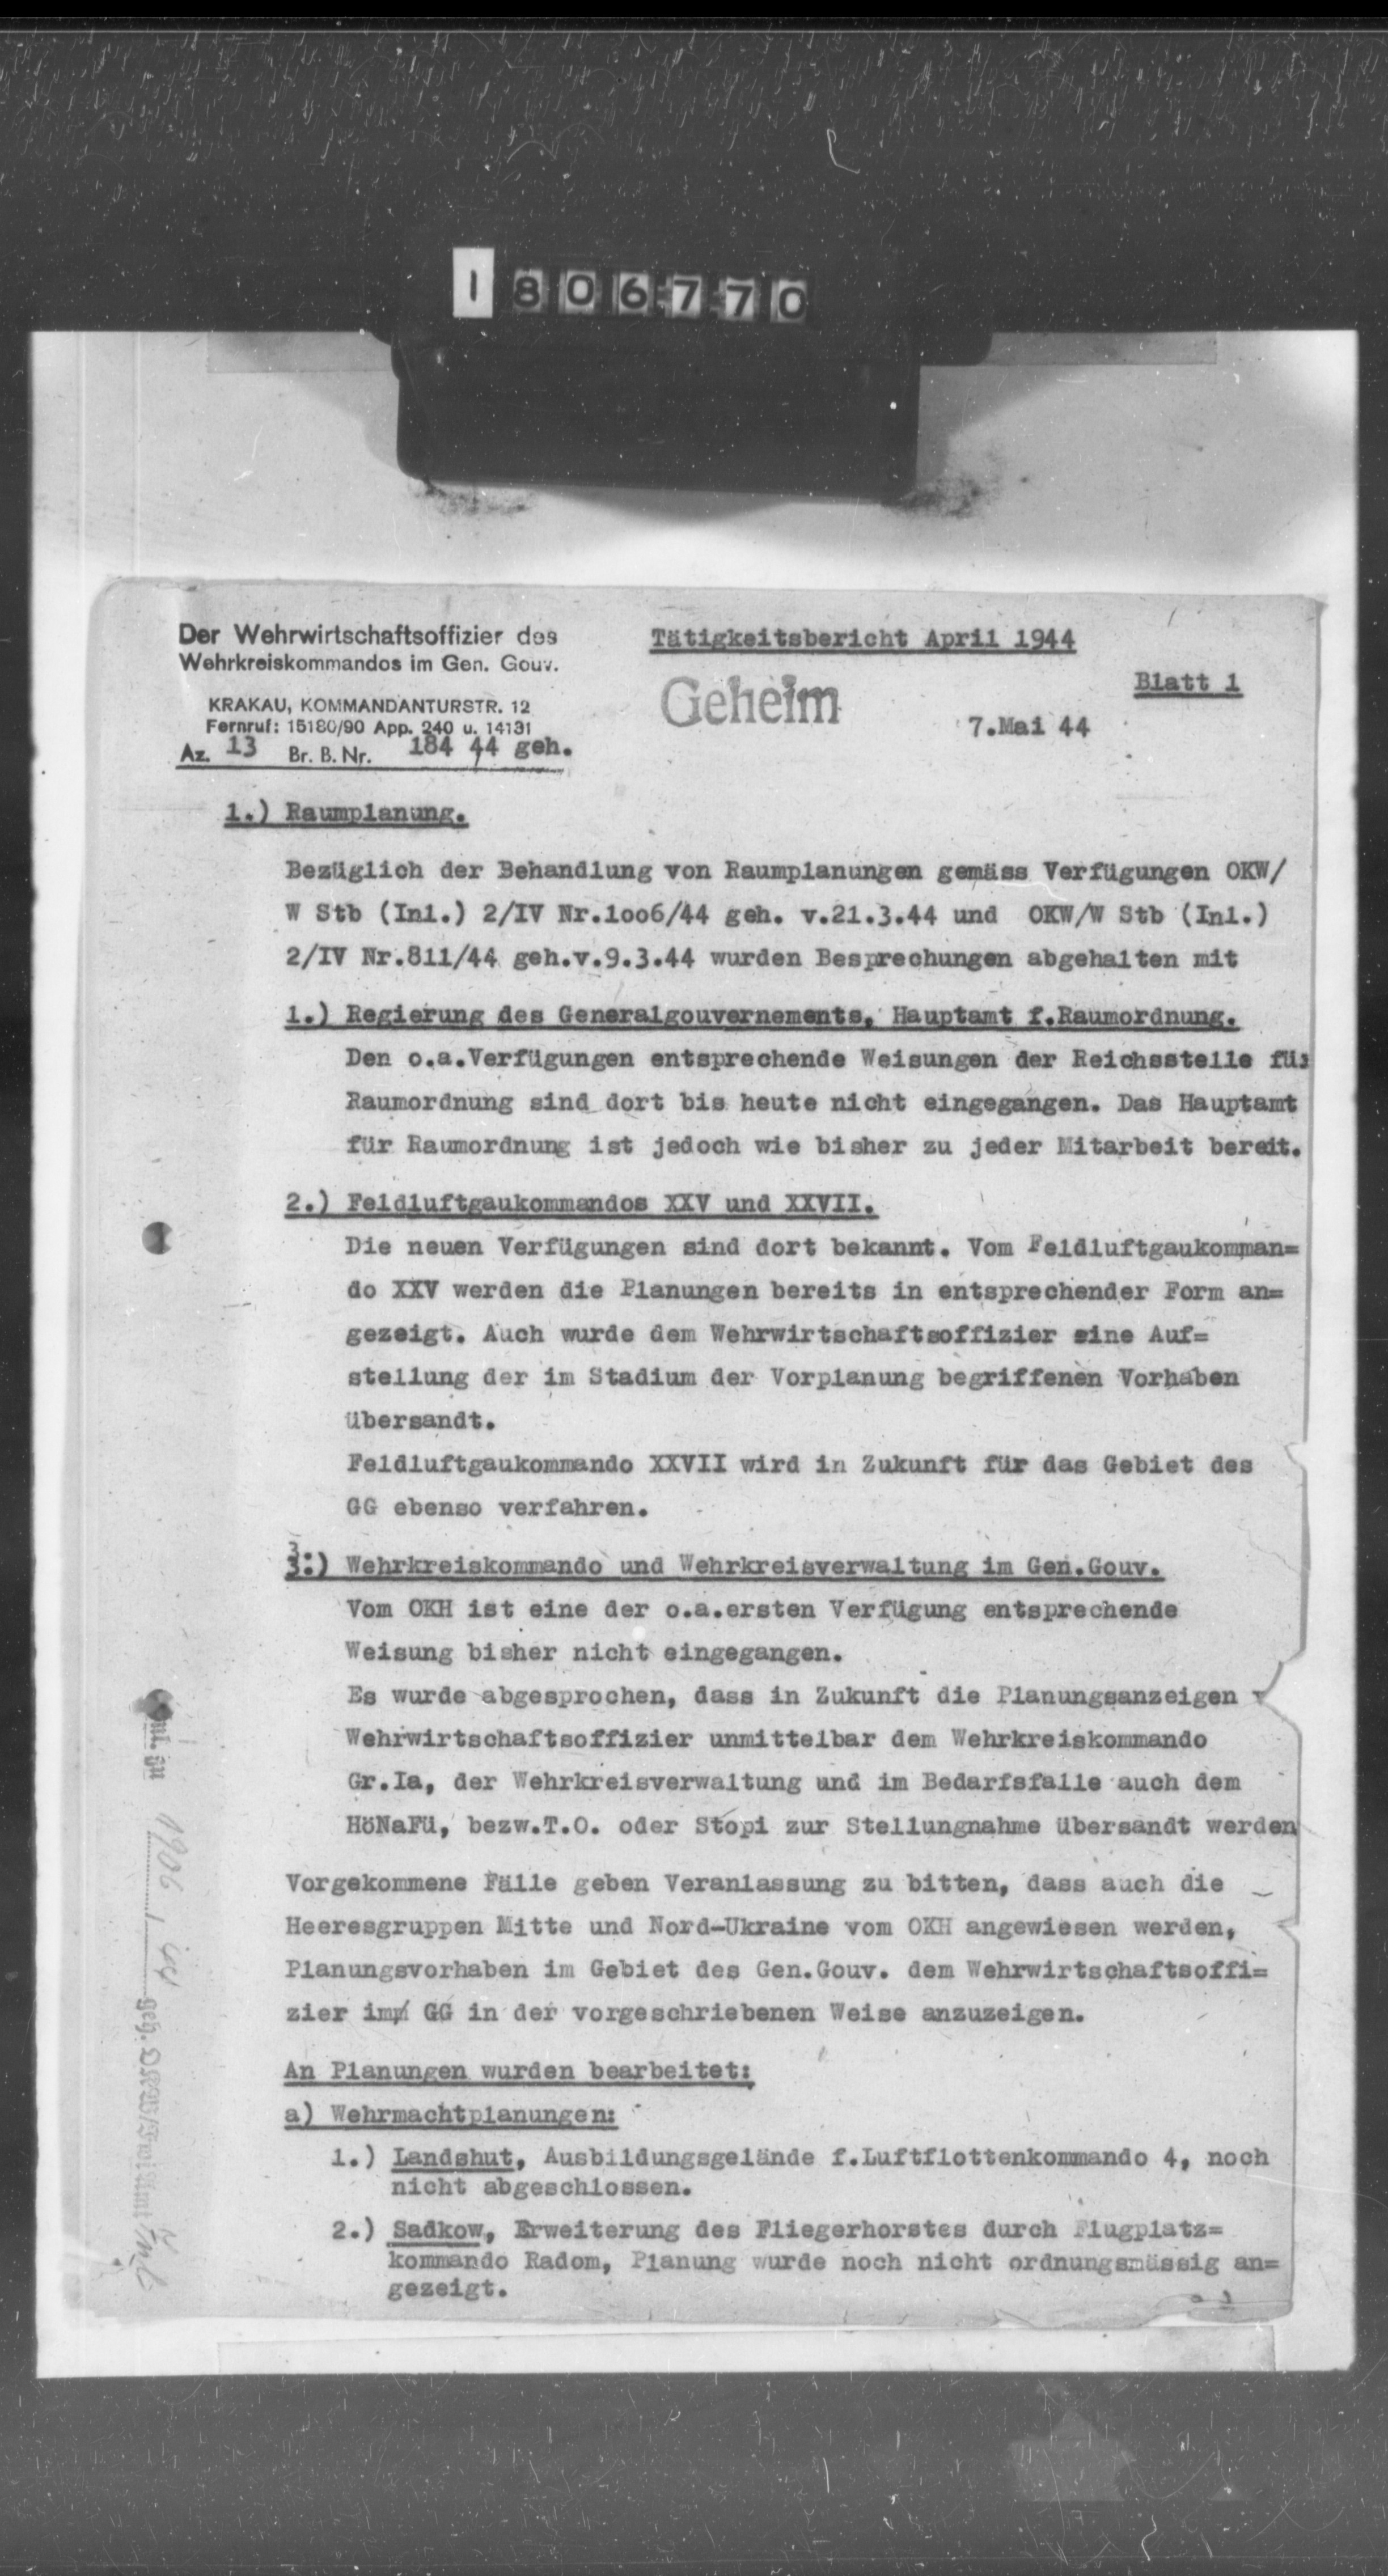 1806770
Der Wehrwirtschaftsoffizier des
Wehrkreiskommandos im Gen. Gouv.
KRAKAU, KOMMANDANTURSTR. 12
Fernruf: 15180/90 App. 240 u. 14131
Az. 13 Br. B. Nr. 184/44 geh.
Tätigkeitsbericht April 1944
Geheim
Blatt 1
7.Mai 44
1.) Raumplanung.
Bezüglich der Behandlung von Raumplanungen gemäss Verfügungen OKW/
W Stb (Inl.) 2/IV Nr.1oo6/44 geh. v.21.3.44 und OKW/W Stb (Inl.)
2/IV Nr.811/44 geh.v.9.3.44 wurden Besprechungen abgehalten mit
1.) Regierung des Generalgouvernements, Hauptamt f.Raumordnung.
Den o.a.Verfügungen entsprechende Weisungen der Reichsstelle für
Raumordnung sind dort bis heute nicht eingegangen. Das Hauptamt
für Raumordnung ist jedoch wie bisher zu jeder Mitarbeit bereit.
2.) Feldluftgaukommandos XXV und XXVII.
Die neuen Verfügungen sind dort bekannt. Vom Feldluftgaukomman=
do XXV werden die Planungen bereits in entsprechender Form an=
gezeigt. Auch wurde dem Wehrwirtschaftsoffizier eine Auf=
stellung der im Stadium der Vorplanung begriffenen Vorhaben
übersandt.
Feldluftgaukommando XXVII wird in Zukunft für das Gebiet des
GG ebenso verfahren.
3.) Wehrkreiskommando und Wehrkreisverwaltung im Gen.Gouv.
Vom OKH ist eine der o.a.ersten Verfügung entsprechende
Weisung bisher nicht eingegangen.
Es wurde abgesprochen, dass in Zukunft die Planungsanzeigen v
Wehrwirtschaftsoffizier unmittelbar dem Wehrkreiskommando
Gr.Ia, der Wehrkreisverwaltung und im Bedarfsfalle auch dem
HöNaFü, bezw.T.O. oder Stopi zur Stellungnahme übersandt werden
Vorgekommene Fälle geben Veranlassung zu bitten, dass auch die
Heeresgruppen Mitte und Nord-Ukraine vom OKH angewiesen werden,
Planungsvorhaben im Gebiet des Gen.Gouv. dem Wehrwirtschaftsoffi=
zier im GG in der vorgeschriebenen Weise anzuzeigen.
An Planungen wurden bearbeitet:
a) Wehrmachtplanungen:
1.) Landshut, Ausbildungsgelände f.Luftflottenkommando 4, noch
nicht abgeschlossen.
2.) Sadkow, Erweiterung des Fliegerhorstes durch Flugplatz=
kommando Radom, Planung wurde noch nicht ordnungsmässig an=
gezeigt.
zu 1906 / 44 geh.